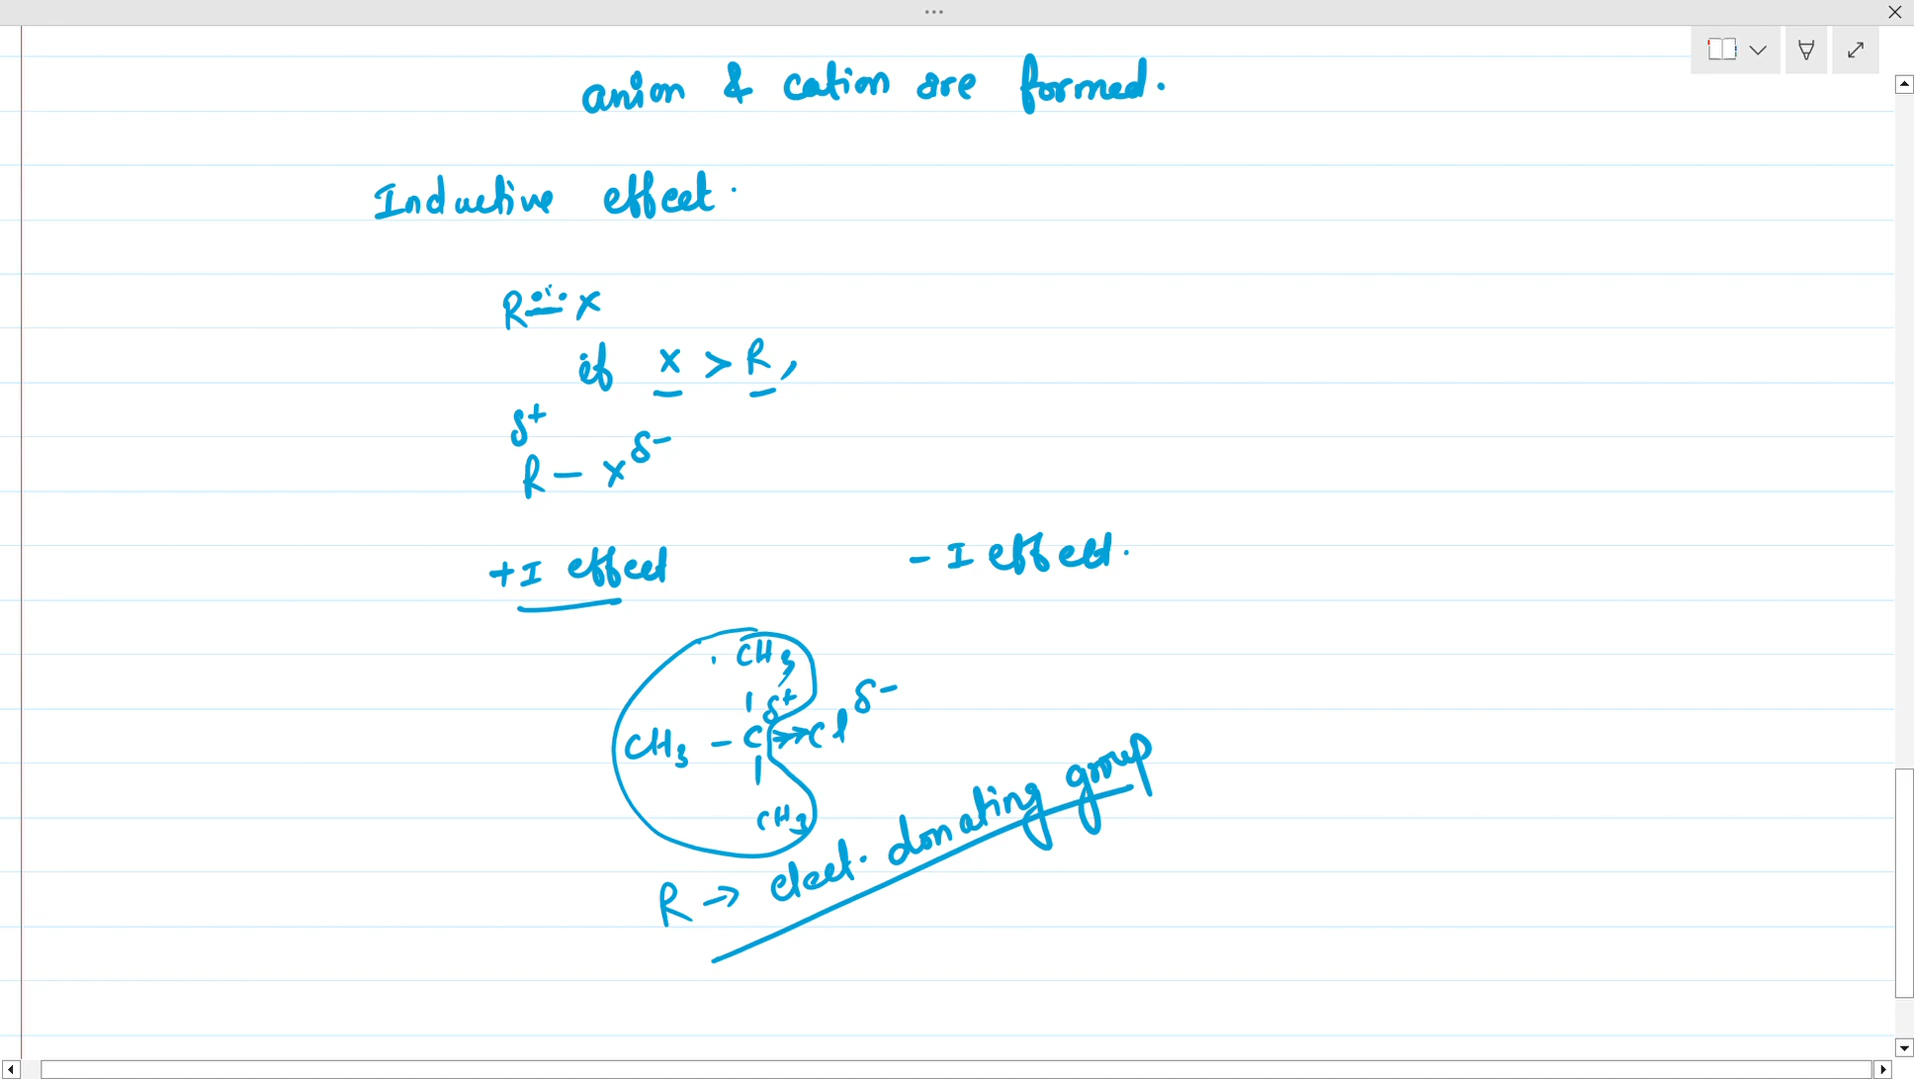 anion & cation are formed.
Inductive effect.
R : X
if X > R,
δ+
R - X δ-
+I effect
- I effect.
CH3
δ+
δ-
CH3 - C →→ Cl
CH3
R → elect. donating group